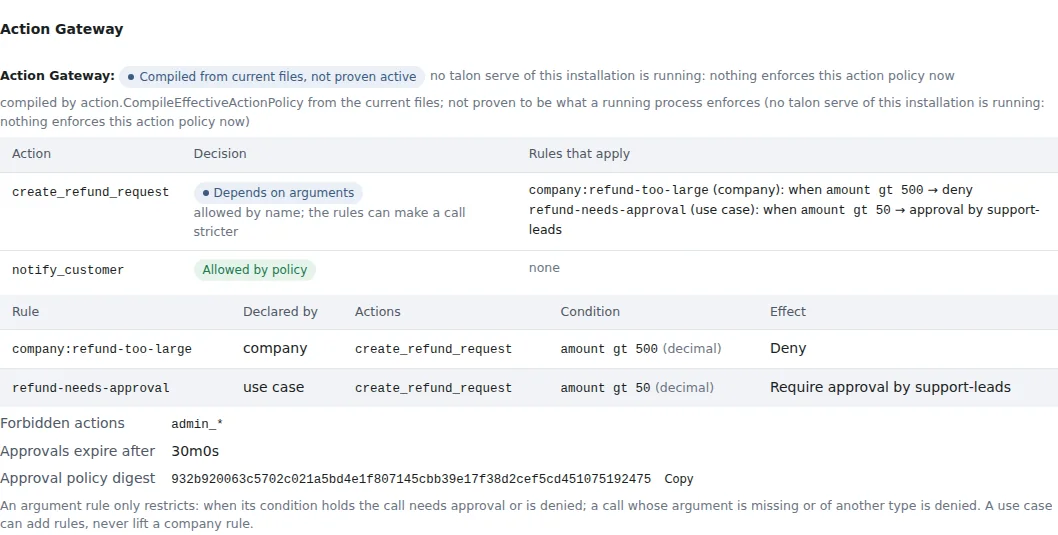 Action Gateway
Action Gateway: Compiled from current files, not proven active no talon serve of this installation is running: nothing enforces this action policy now
compiled by action.CompileEffectiveActionPolicy from the current files; not proven to be what a running process enforces (no talon serve of this installation is running:
nothing enforces this action policy now)
Action Decision Rules that apply
create_refund_request Depends on arguments company:refund-too-large (company): when amount gt 500 → deny
allowed by name; the rules can make a call refund-needs-approval (use case): when amount gt 50 → approval by support-
stricter leads
notify_customer Allowed by policy none
Rule Declared by Actions Condition Effect
company:refund-too-large company create_refund_request amount gt 500 (decimal) Deny
refund-needs-approval use case create_refund_request amount gt 50 (decimal) Require approval by support-leads
Forbidden actions admin_*
Approvals expire after 30m0s
Approval policy digest 932b920063c5702c021a5bd4e1f807145cbb39e17f38d2cef5cd451075192475 Copy
An argument rule only restricts: when its condition holds the call needs approval or is denied; a call whose argument is missing or of another type is denied. A use case
can add rules, never lift a company rule.